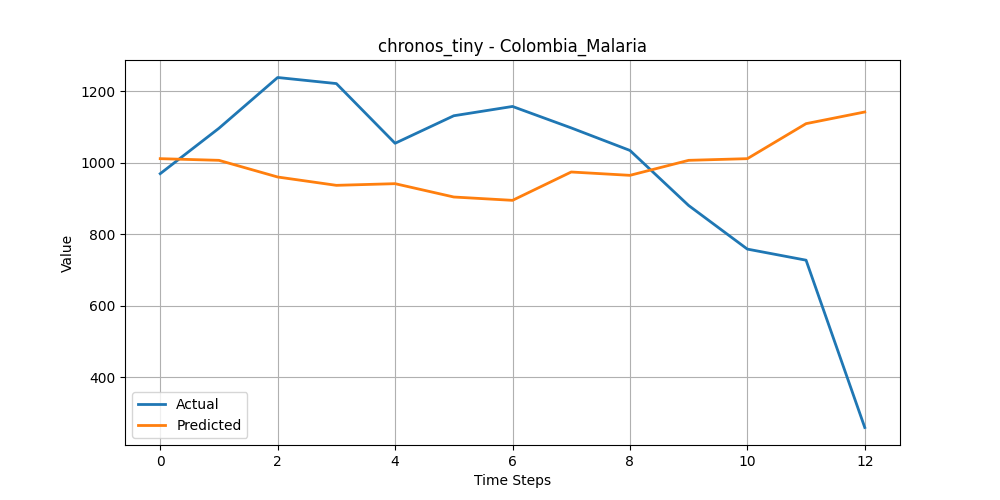 chronos_tiny - Colombia_Malaria
Value
1200
1000
800
600
400
Actual
Predicted
0 2 4 6 8 10 12
Time Steps